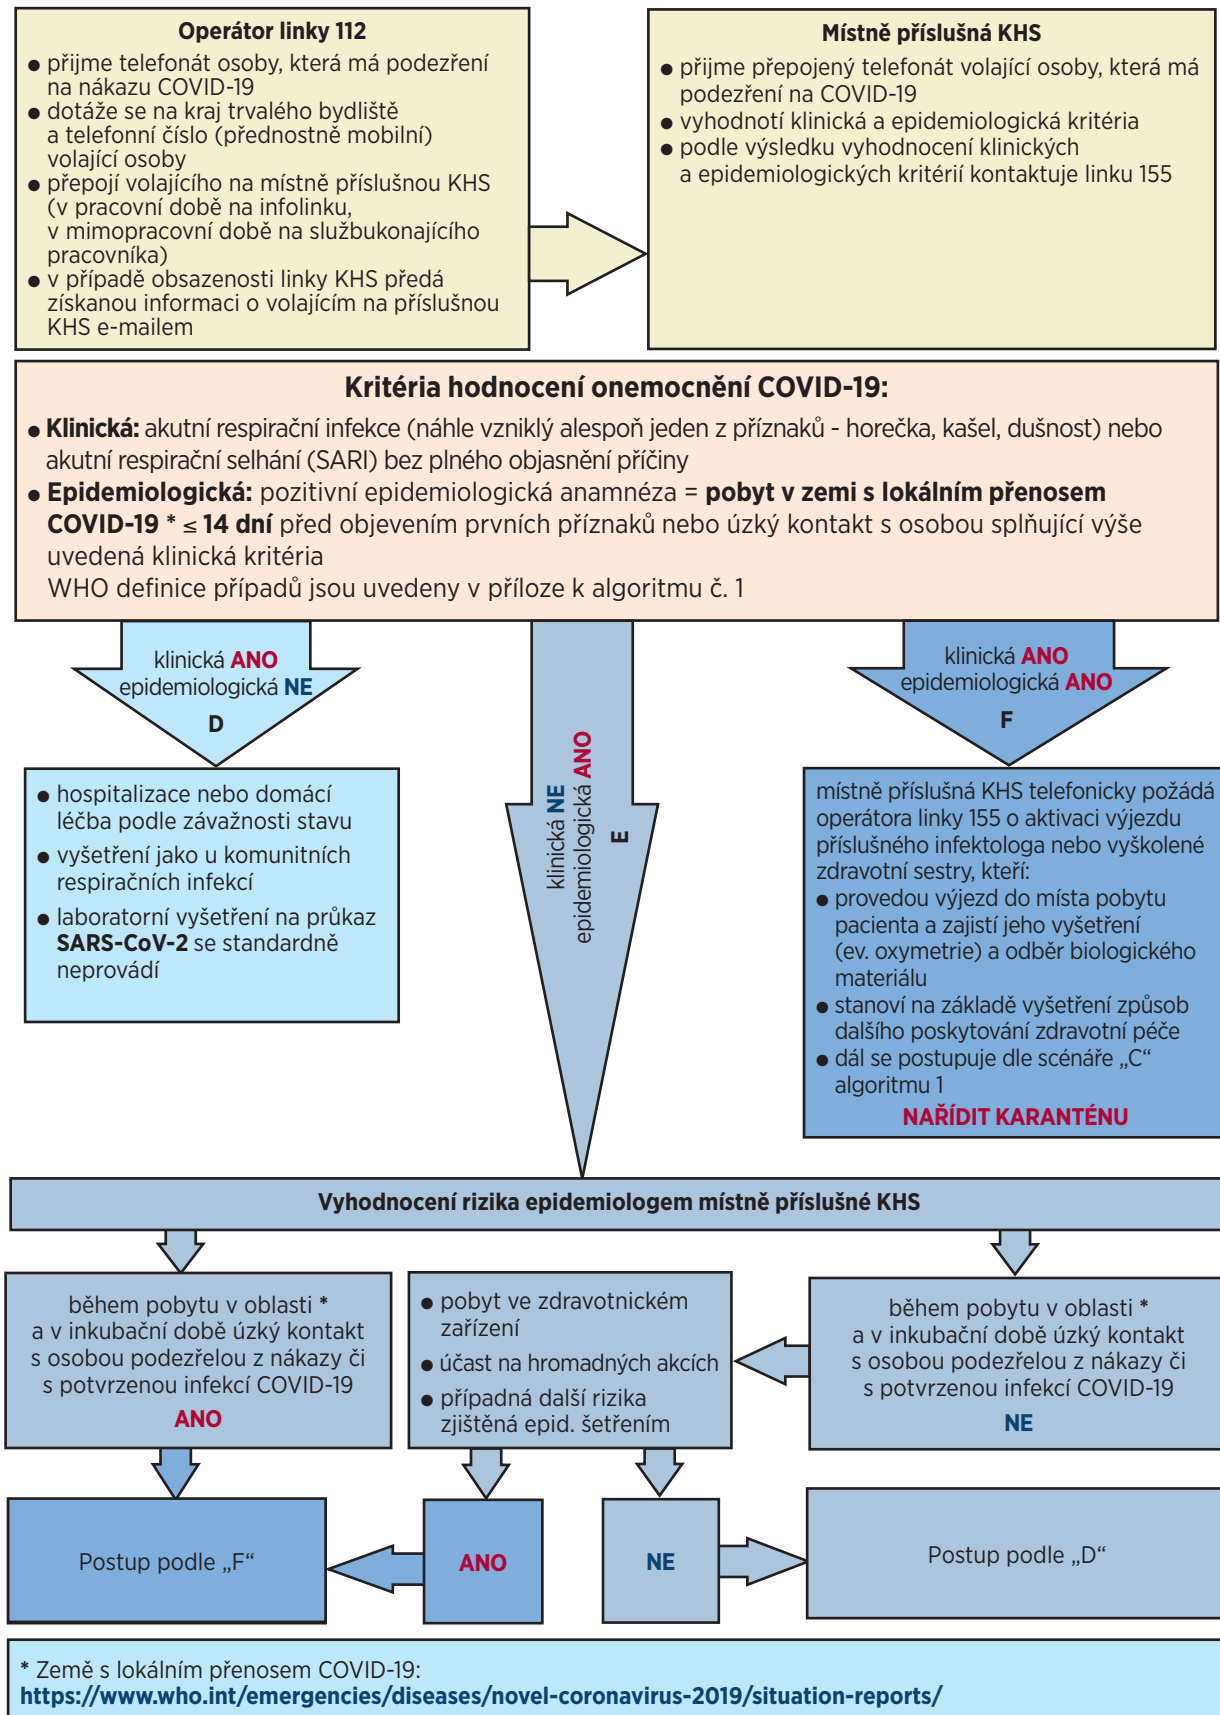 Operátor linky 112
● přijme telefonát osoby, která má podezření
na nákazu COVID-19
● dotáže se na kraj trvalého bydliště
a telefonní číslo (přednostně mobilní)
volající osoby
● přepojí volajícího na místně příslušnou KHS
(v pracovní době na infolinku,
v mimopracovní době na službukonajícího
pracovníka)
● v případě obsazenosti linky KHS předá
získanou informaci o volajícím na příslušnou
KHS e-mailem
Místně příslušná KHS
● přijme přepojený telefonát volající osoby, která má
podezření na COVID-19
● vyhodnotí klinická a epidemiologická kritéria
● podle výsledku vyhodnocení klinických
a epidemiologických kritérií kontaktuje linku 155
Kritéria hodnocení onemocnění COVID-19:
● Klinická: akutní respirační infekce (náhle vzniklý alespoň jeden z příznaků - horečka, kašel, dušnost) nebo
akutní respirační selhání (SARI) bez plného objasnění příčiny
● Epidemiologická: pozitivní epidemiologická anamnéza = pobyt v zemi s lokálním přenosem
COVID-19 * ≤ 14 dní před objevením prvních příznaků nebo úzký kontakt s osobou splňující výše
uvedená klinická kritéria
WHO definice případů jsou uvedeny v příloze k algoritmu č. 1
klinická ANO
epidemiologická NE
D
klinická NE
epidemiologická ANO
E
klinická ANO
epidemiologická ANO
F
● hospitalizace nebo domácí
léčba podle závažnosti stavu
● vyšetření jako u komunitních
respiračních infekcí
● laboratorní vyšetření na průkaz
SARS-CoV-2 se standardně
neprovádí
místně příslušná KHS telefonicky požádá
operátora linky 155 o aktivaci výjezdu
příslušného infektologa nebo vyškolené
zdravotní sestry, kteří:
● provedou výjezd do místa pobytu
pacienta a zajistí jeho vyšetření
(ev. oxymetrie) a odběr biologického
materiálu
● stanoví na základě vyšetření způsob
dalšího poskytování zdravotní péče
● dál se postupuje dle scénáře „C“
algoritmu 1
NAŘÍDIT KARANTÉNU
Vyhodnocení rizika epidemiologem místně příslušné KHS
během pobytu v oblasti *
a v inkubační době úzký kontakt
s osobou podezřelou z nákazy či
s potvrzenou infekcí COVID-19
ANO
● pobyt ve zdravotnickém
zařízení
● účast na hromadných akcích
● případná další rizika
zjištěná epid. šetřením
během pobytu v oblasti *
a v inkubační době úzký kontakt
s osobou podezřelou z nákazy či
s potvrzenou infekcí COVID-19
NE
Postup podle „F“
ANO
NE
Postup podle „D“
* Země s lokálním přenosem COVID-19:
https://www.who.int/emergencies/diseases/novel-coronavirus-2019/situation-reports/